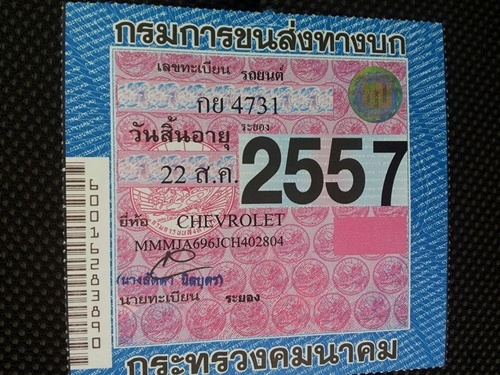 กรมการขนส่งทางบก
เลขทะเบียน รถยนต์
กย 4731
ระยอง
วันสิ้นอายุ
22 ส.ค. 2557
ยี่ห้อ CHEVROLET
MMMJA696JCH402804
นายทะเบียน ระยอง
กระทรวงคมนาคม
60016283890